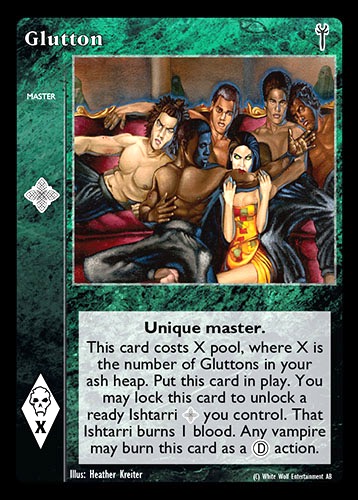 Glutton
MASTER
Unique master.
This card costs X pool, where X is
the number of Gluttons in your
ash heap. Put this card in play. You
may lock this card to unlock a
ready Ishtarri you control. That
Ishtarri burns 1 blood. Any vampire
may burn this card as a Ⓓ action.
X
Illus: Heather Kreiter
(C) White Wolf Entertainment AB